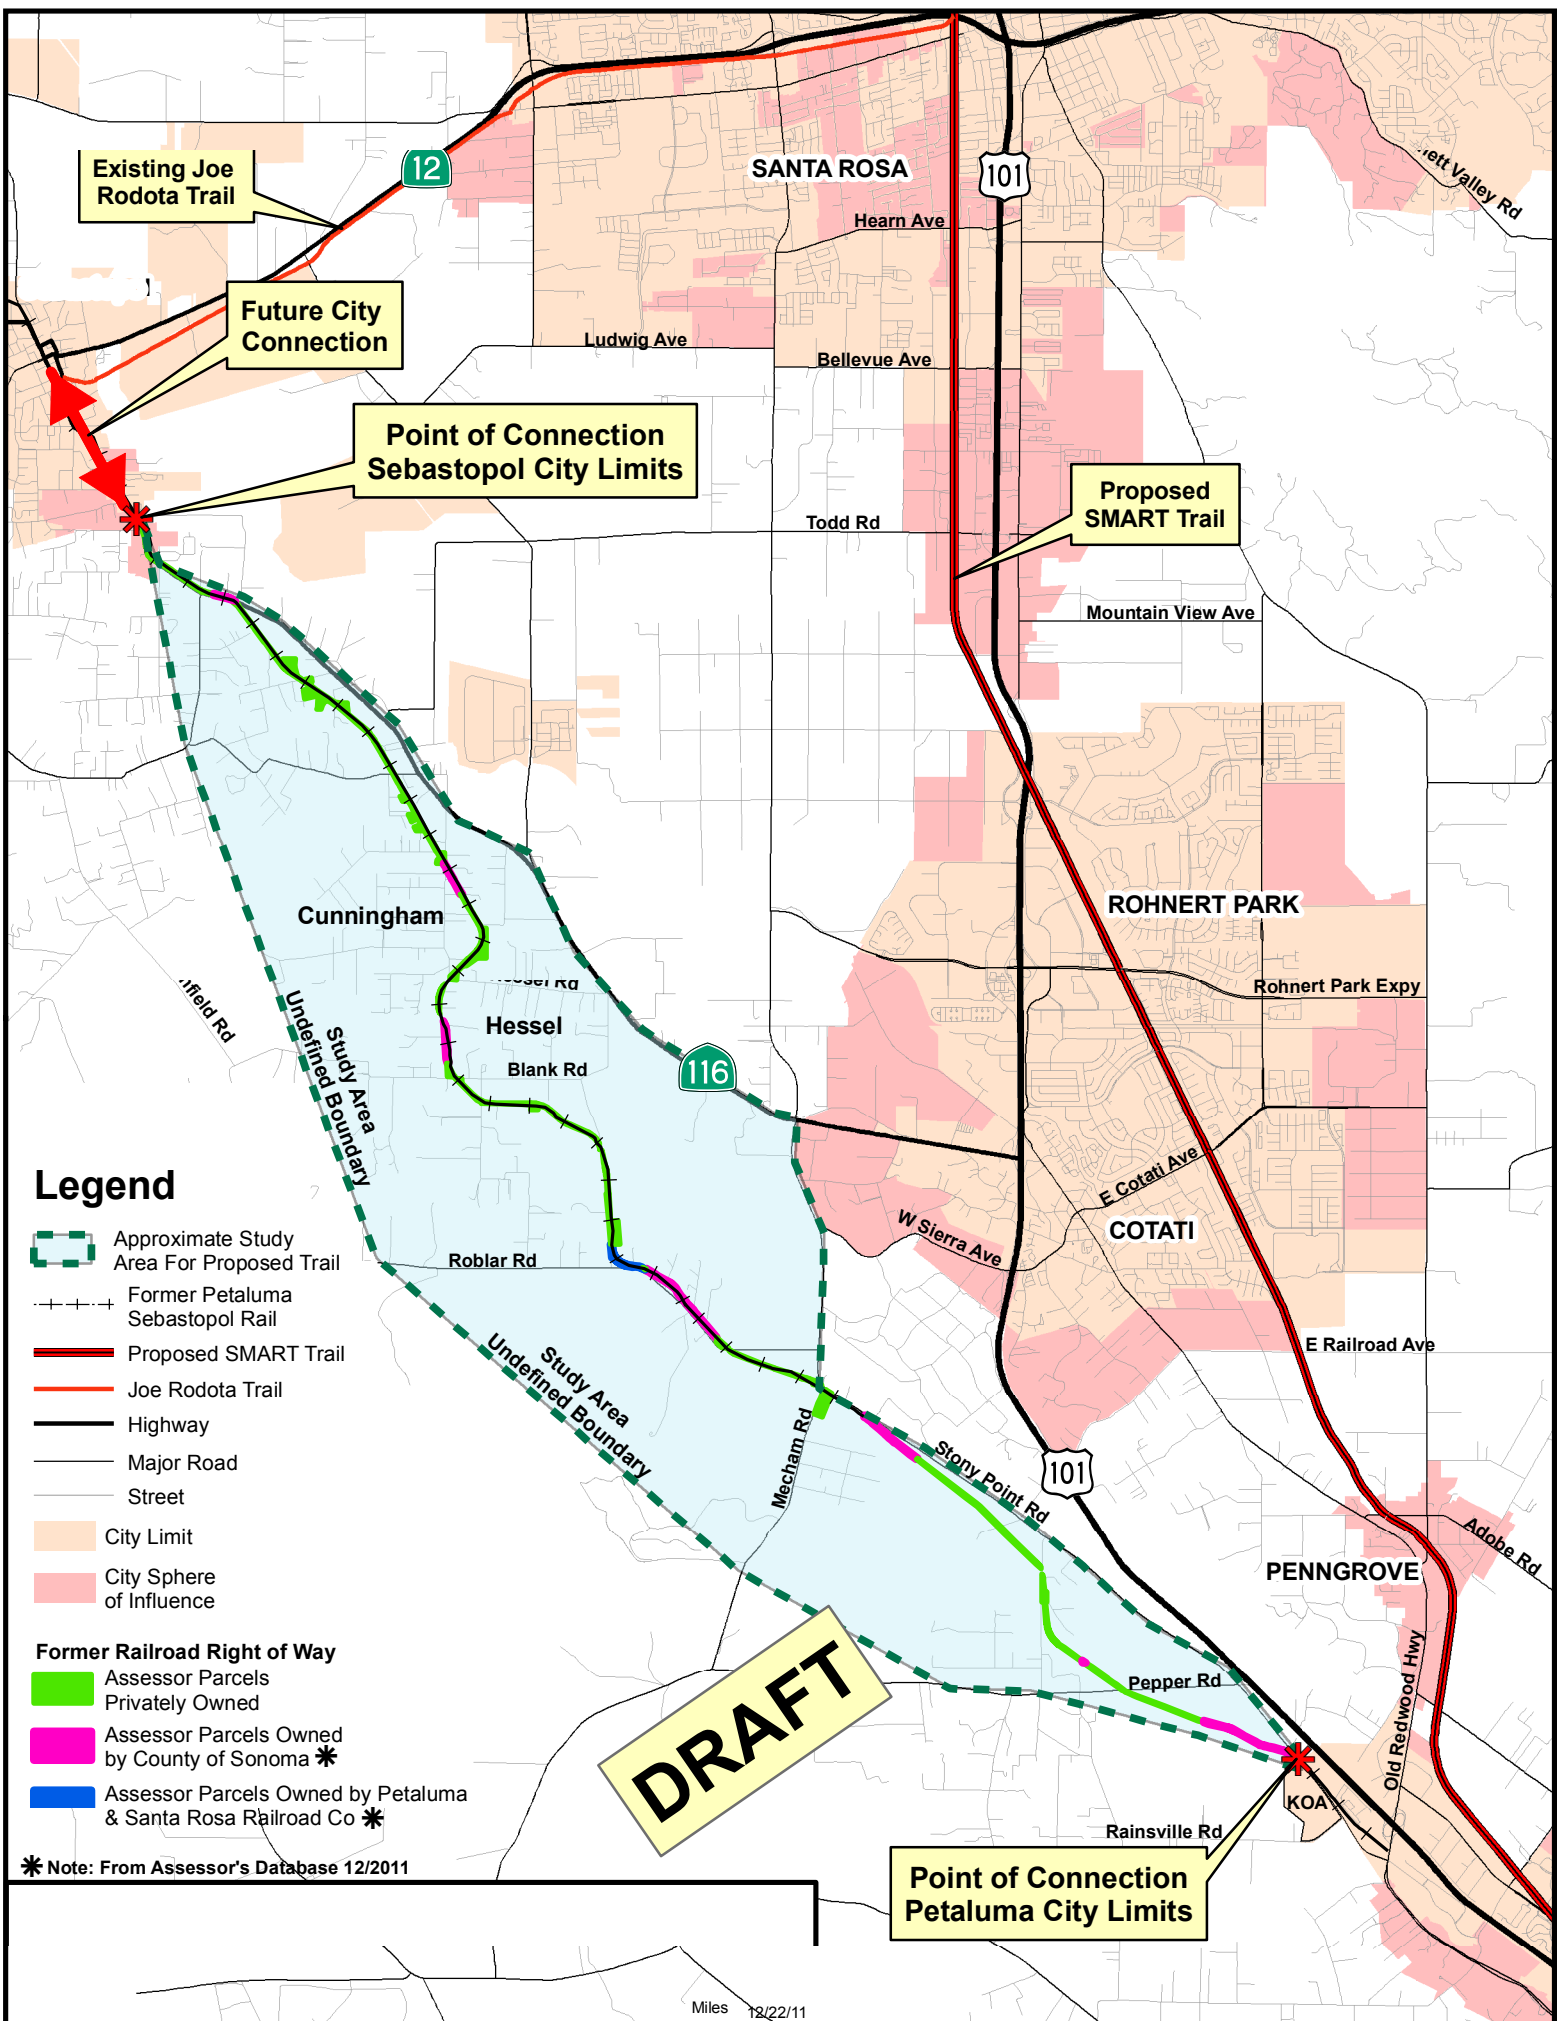 Existing Joe
Rodota Trail
12
SANTA ROSA
101
Valley Rd
Hearn Ave
Future City
Connection
Ludwig Ave
Bellevue Ave
Point of Connection
Sebastopol City Limits
Proposed
SMART Trail
Todd Rd
Mountain View Ave
ROHNERT PARK
Cunningham
Rohnert Park Expy
Rd
Hessel
Rd
Study Area
Undefined Boundary
116
Blank Rd
E Cotati Ave
COTATI
W Sierra Ave
Roblar Rd
E Railroad Ave
Study Area
Undefined Boundary
Mecham Rd
Stony Point Rd
101
Adobe Rd
PENNGROVE
Old Redwood Hwy
Pepper Rd
DRAFT
KOA
Rainsville Rd
Point of Connection
Petaluma City Limits
Legend
Approximate Study
Area For Proposed Trail
Former Petaluma
Sebastopol Rail
Proposed SMART Trail
Joe Rodota Trail
Highway
Major Road
Street
City Limit
City Sphere
of Influence
Former Railroad Right of Way
Assessor Parcels
Privately Owned
Assessor Parcels Owned
by County of Sonoma ✱
Assessor Parcels Owned by Petaluma
& Santa Rosa Railroad Co ✱
✱ Note: From Assessor's Database 12/2011
Miles
12/22/11